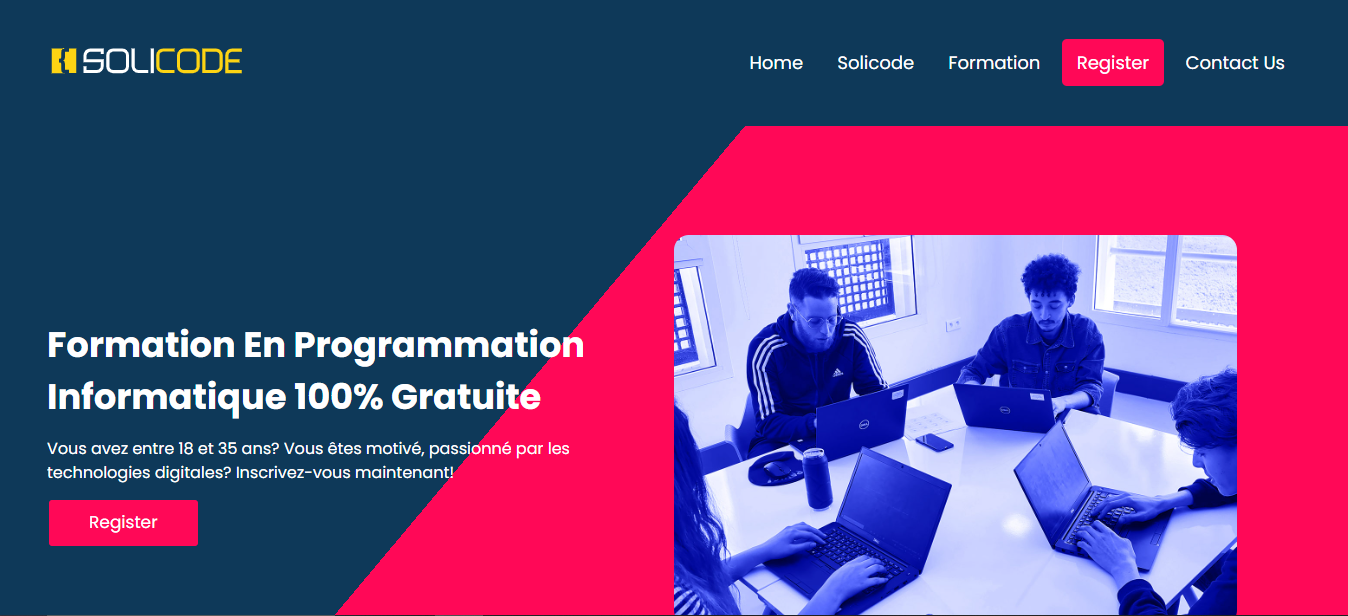 SOLICODE
Home Solicode Formation Register Contact Us
Formation En Programmation
Informatique 100% Gratuite
Vous avez entre 18 et 35 ans? Vous êtes motivé, passionné par les
technologies digitales? Inscrivez-vous maintenant!
Register